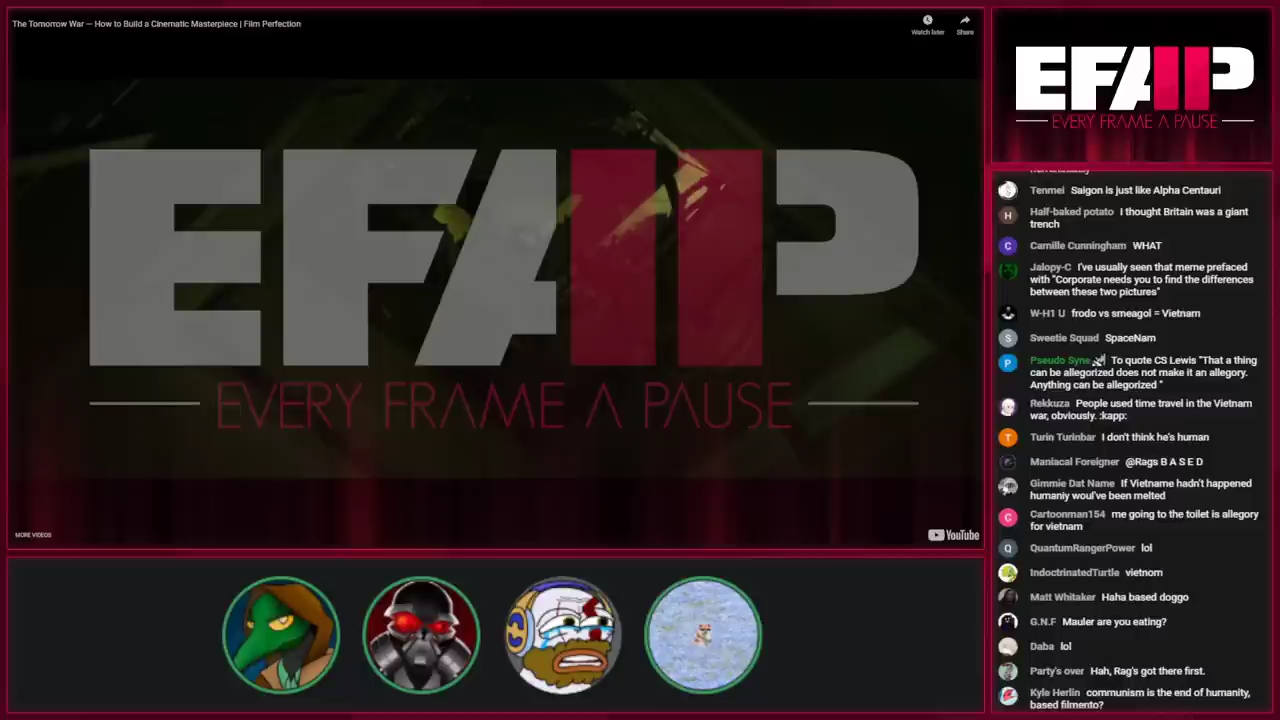 The Tomorrow War — How to Build a Cinematic Masterpiece | Film Perfection
Watch later
Share
EFAP
EVERY FRAME A PAUSE
MORE VIDEOS
YouTube
EFAP
EVERY FRAME A PAUSE
Tenmei Saigon is just like Alpha Centauri
Half-baked potato I thought Britain was a giant
trench
Camille Cunningham WHAT
Jalopy-C I've usually seen that meme prefaced
with "Corporate needs you to find the differences
between these two pictures"
W-H1 U frodo vs smeagol = Vietnam
Sweetie Squad SpaceNam
Pseudo Syne To quote CS Lewis "That a thing
can be allegorized does not make it an allegory.
Anything can be allegorized "
Rekkuza People used time travel in the Vietnam
war, obviously. :kapp:
Turin Turinbar I don't think he's human
Maniacal Foreigner @Rags B A S E D
Gimmie Dat Name If Vietname hadn't happened
humaniy woul've been melted
Cartoonman154 me going to the toilet is allegory
for vietnam
QuantumRangerPower lol
IndoctrinatedTurtle vietnom
Matt Whitaker Haha based doggo
G.N.F Mauler are you eating?
Daba lol
Party's over Hah, Rag's got there first.
Kyle Herlin communism is the end of humanity,
based filmento?